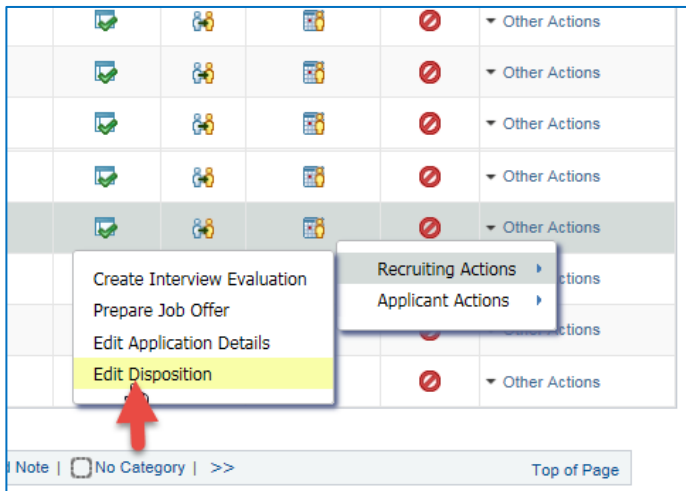 Other Actions
Other Actions
Other Actions
Other Actions
Other Actions
Recruiting Actions
Applicant Actions
Create Interview Evaluation
Prepare Job Offer
Edit Application Details
Edit Disposition
ctions
Other Actions
Note | No Category | >>
Top of Page